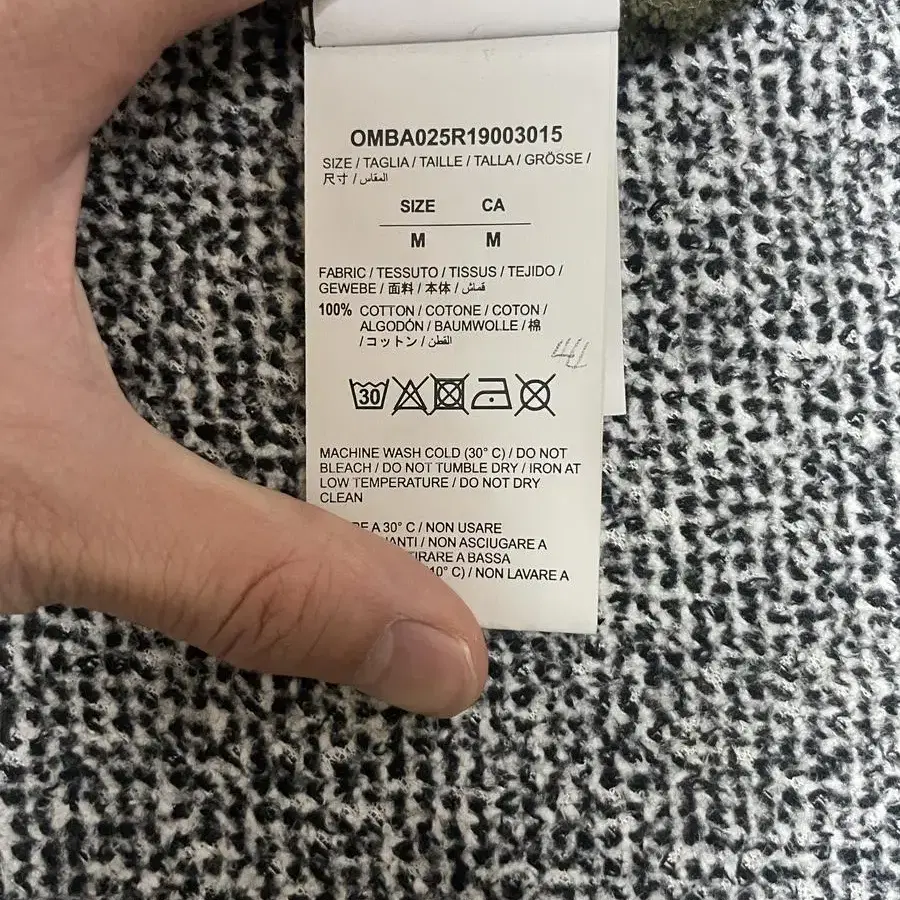 OMBA025R19003015
SIZE / TAGLIA / TAILLE / TALLA / GRÖSSE /
尺寸 / المقاس
SIZE CA
M M
FABRIC / TESSUTO / TISSUS / TEJIDO /
GEWEBE / 面料 / 本体 / قماش
100% COTTON / COTONE / COTON /
ALGODÓN / BAUMWOLLE / 棉
/ コットン / القطن
30
MACHINE WASH COLD (30° C) / DO NOT
BLEACH / DO NOT TUMBLE DRY / IRON AT
LOW TEMPERATURE / DO NOT DRY
CLEAN
A 30° C / NON USARE
/ NON ASCIUGARE A
A BASSA
C) / NON LAVARE A